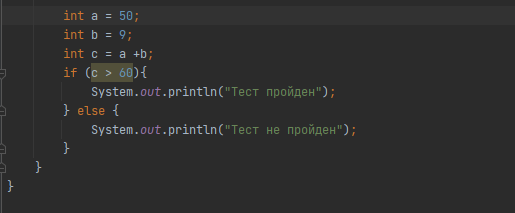 int a = 50;
int b = 9;
int c = a +b;
if (c > 60){
System.out.println("Тест пройден");
} else {
System.out.println("Тест не пройден");
}
}
}